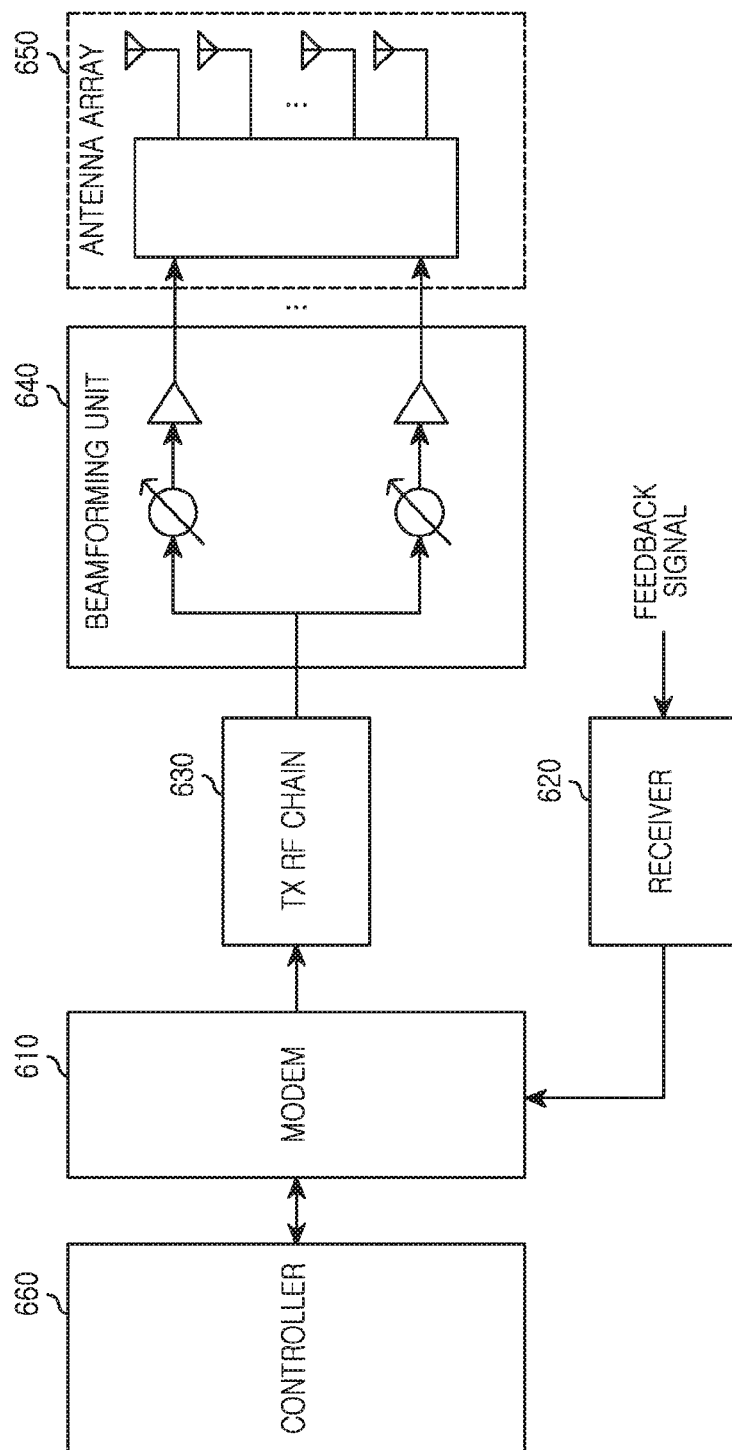 660
CONTROLLER
610
MODEM
630
TX RF CHAIN
640
BEAMFORMING UNIT
...
650
ANTENNA ARRAY
...
620
RECEIVER
FEEDBACK
SIGNAL